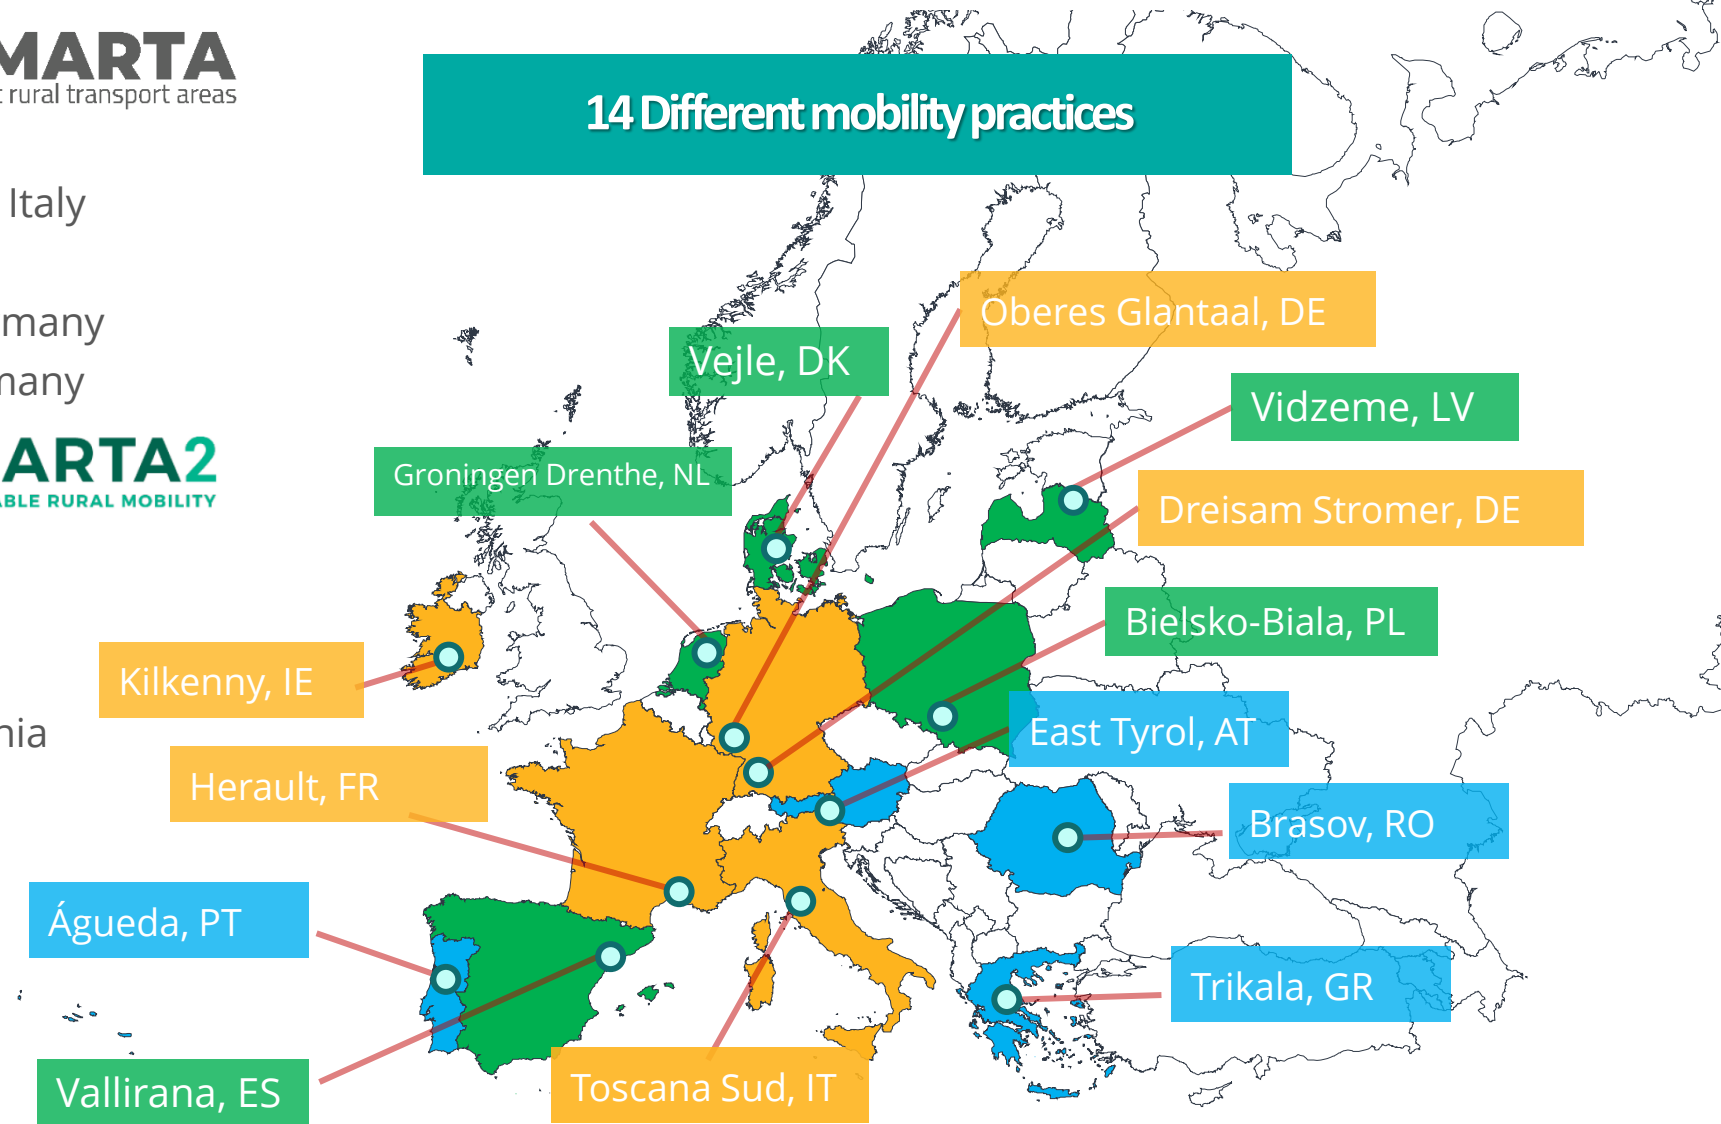 MARTA
rural transport areas
14 Different mobility practices
Italy
many
many
Oberes Glantaal, DE
Vejle, DK
Vidzeme, LV
ARTA2
ABLE RURAL MOBILITY
Groningen Drenthe, NL
Dreisam Stromer, DE
Bielsko-Biala, PL
Kilkenny, IE
nia
East Tyrol, AT
Herault, FR
Brasov, RO
Águeda, PT
Trikala, GR
Vallirana, ES
Toscana Sud, IT